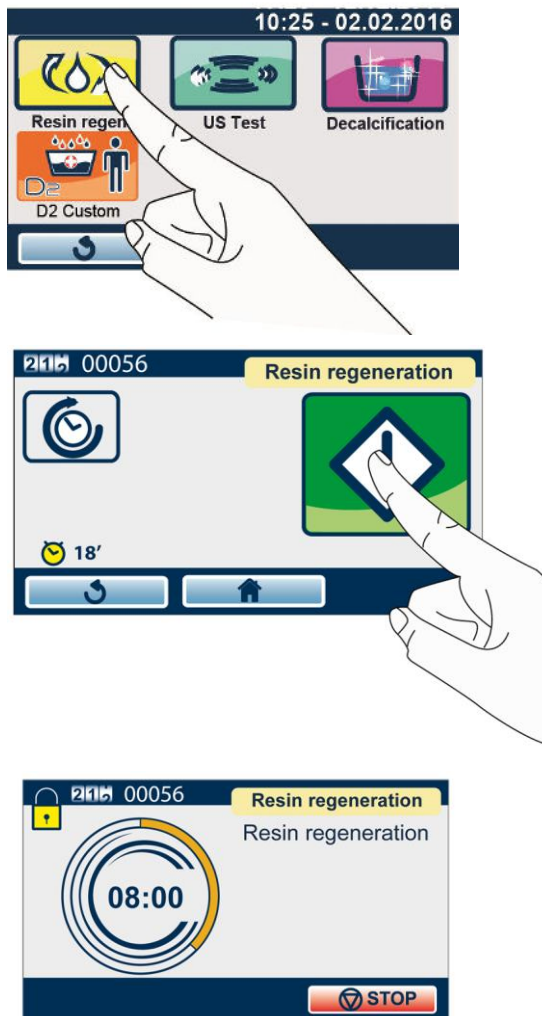 10:25 - 02.02.2016
Resin regen
US Test
Decalcification
D2
D2 Custom
00056
Resin regeneration
18′
00056
Resin regeneration
Resin regeneration
08:00
STOP